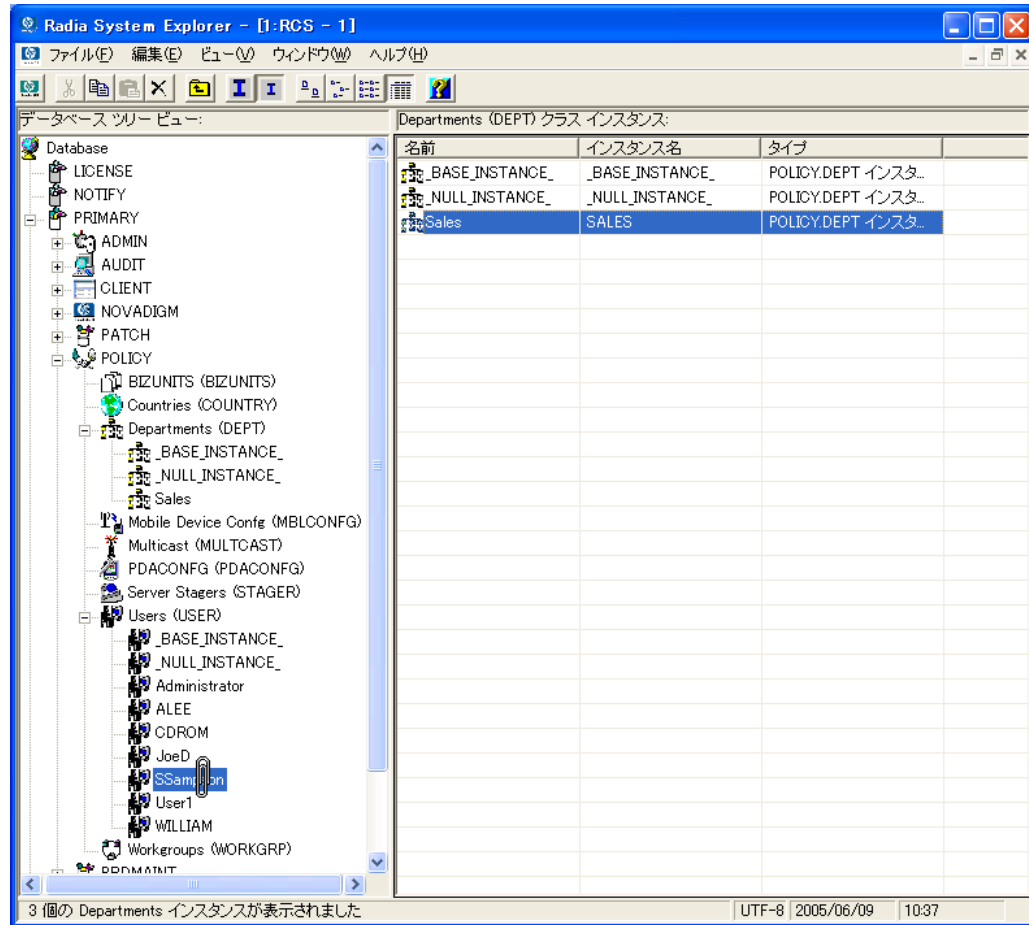 Radia System Explorer - [1:RCS - 1]
ファイル(F) 編集(E) ビュー(V) ウィンドウ(W) ヘルプ(H)
データベース ツリー ビュー:
Database
LICENSE
NOTIFY
PRIMARY
ADMIN
AUDIT
CLIENT
NOVADIGM
PATCH
POLICY
BIZUNITS (BIZUNITS)
Countries (COUNTRY)
Departments (DEPT)
_BASE_INSTANCE_
_NULL_INSTANCE_
Sales
Mobile Device Confg (MBLCONFG)
Multicast (MULTCAST)
PDACONFG (PDACONFG)
Server Stagers (STAGER)
Users (USER)
_BASE_INSTANCE_
_NULL_INSTANCE_
Administrator
ALEE
CDROM
JoeD
User1
WILLIAM
Workgroups (WORKGRP)
PRDMAINT
Departments (DEPT) クラス インスタンス:
名前 インスタンス名 タイプ
_BASE_INSTANCE_ _BASE_INSTANCE_ POLICY.DEPT インスタ...
_NULL_INSTANCE_ _NULL_INSTANCE_ POLICY.DEPT インスタ...
Sales SALES POLICY.DEPT インスタ...
3 個の Departments インスタンスが表示されました
UTF-8 2005/06/09 10:37